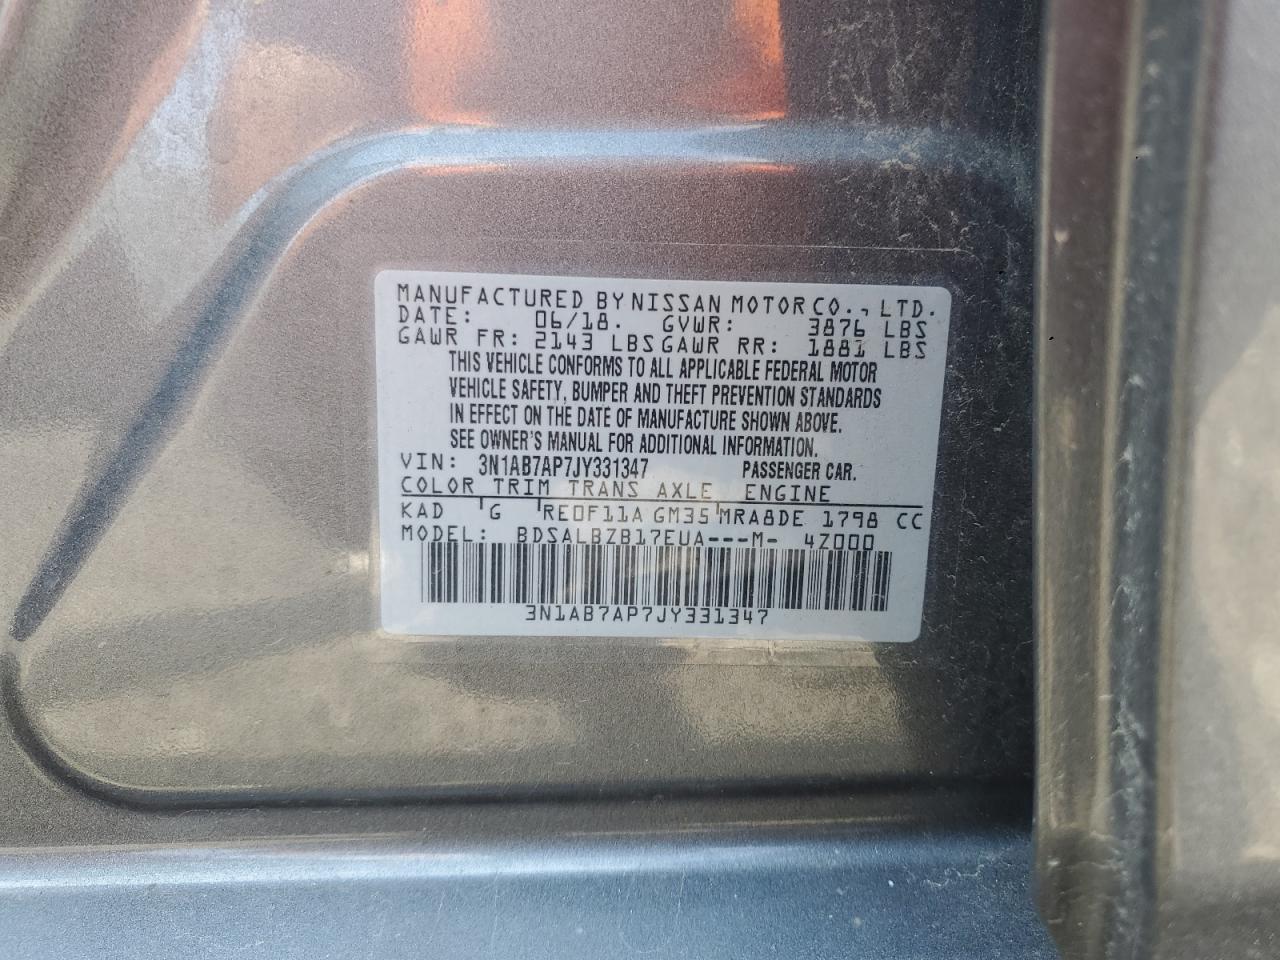 MANUFACTURED BY NISSAN MOTOR CO., LTD.
DATE: 06/18. GVWR: 3876 LBS
GAWR FR: 2143 LBS GAWR RR: 1881 LBS
THIS VEHICLE CONFORMS TO ALL APPLICABLE FEDERAL MOTOR
VEHICLE SAFETY, BUMPER AND THEFT PREVENTION STANDARDS
IN EFFECT ON THE DATE OF MANUFACTURE SHOWN ABOVE.
SEE OWNER'S MANUAL FOR ADDITIONAL INFORMATION.
VIN: 3N1AB7AP7JY331347 PASSENGER CAR.
COLOR TRIM TRANS AXLE ENGINE
KAD G RE0F11A GM35 MRA8DE 1798 CC
MODEL: BDSALBZB17EUA---M- 4Z000
3N1AB7AP7JY331347